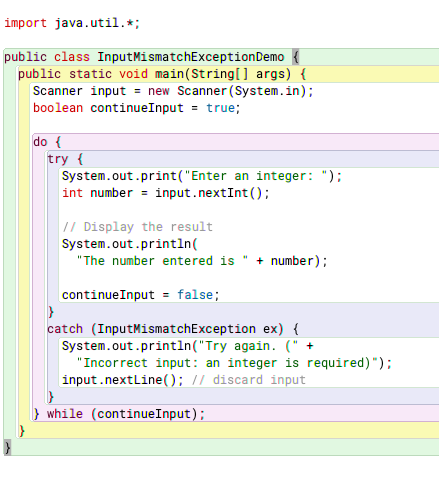 import java.util.*;
public class InputMismatchExceptionDemo {
public static void main(String[] args) {
Scanner input = new Scanner(System.in);
boolean continueInput = true;
do {
try {
System.out.print("Enter an integer: ");
int number = input.nextInt();
// Display the result
System.out.println(
"The number entered is " + number);
continueInput = false;
}
catch (InputMismatchException ex) {
System.out.println("Try again. (" +
"Incorrect input: an integer is required)");
input.nextLine(); // discard input
}
} while (continueInput);
}
}